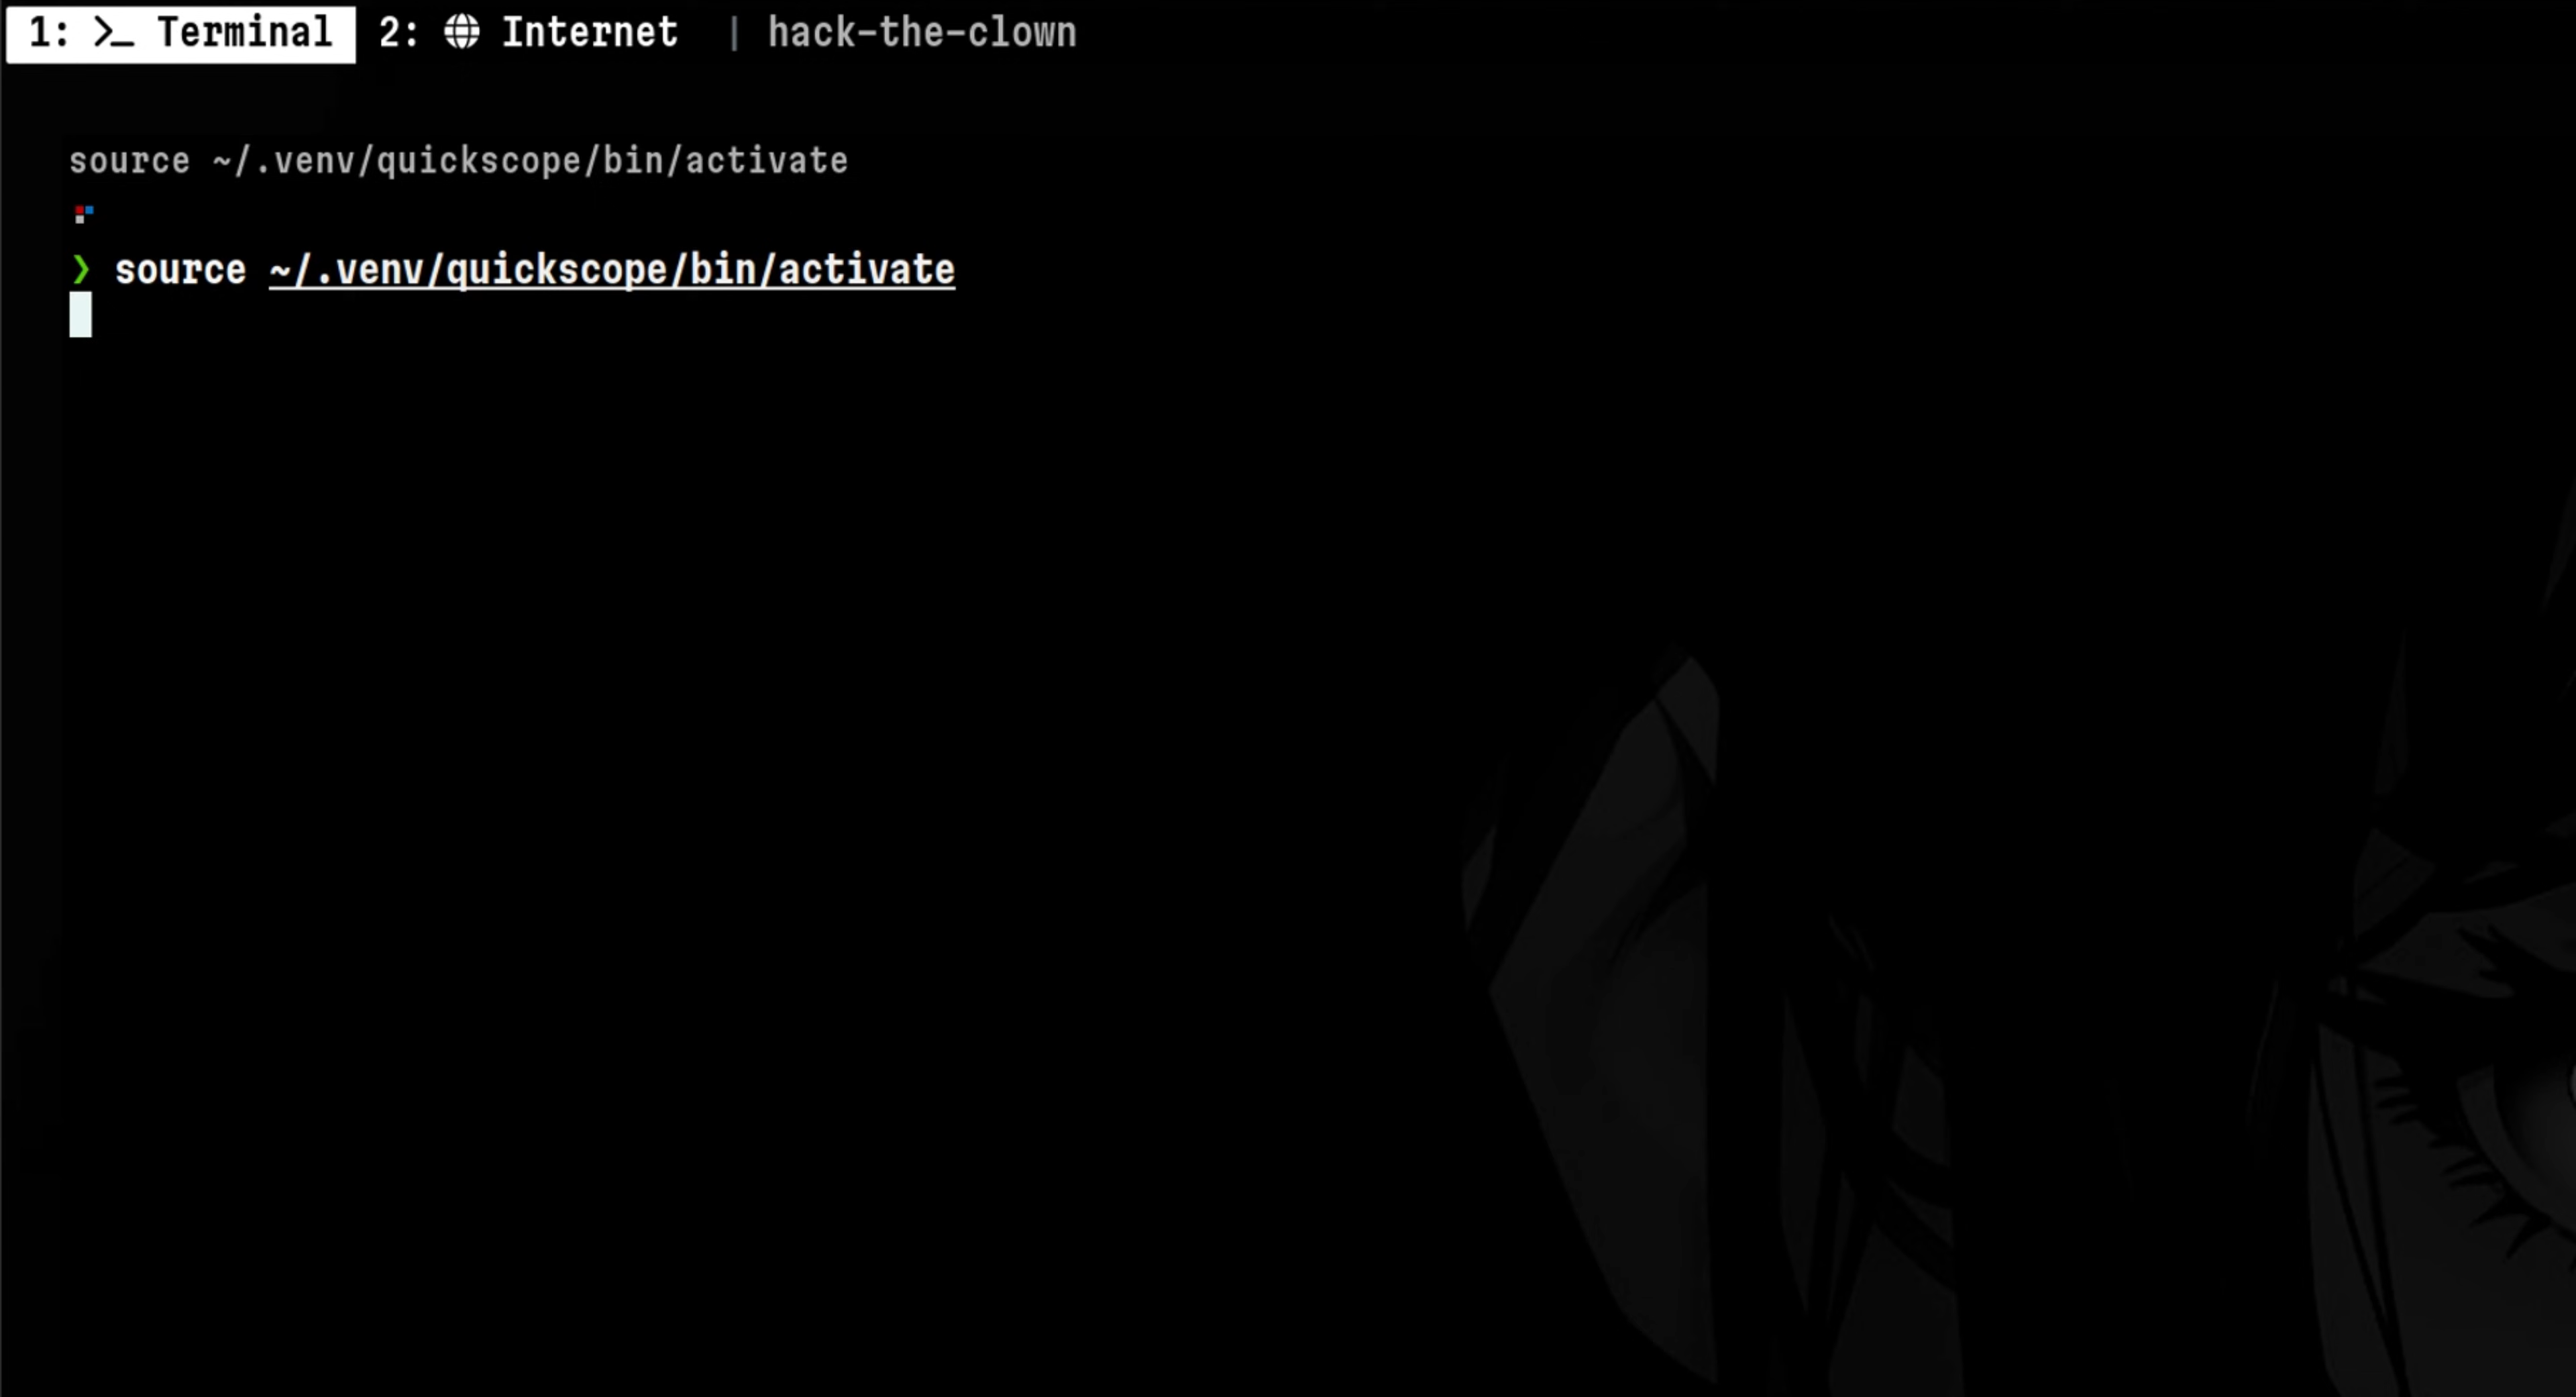 1: >_ Terminal 2: Internet | hack-the-clown
source ~/.venv/quickscope/bin/activate
❯ source ~/.venv/quickscope/bin/activate